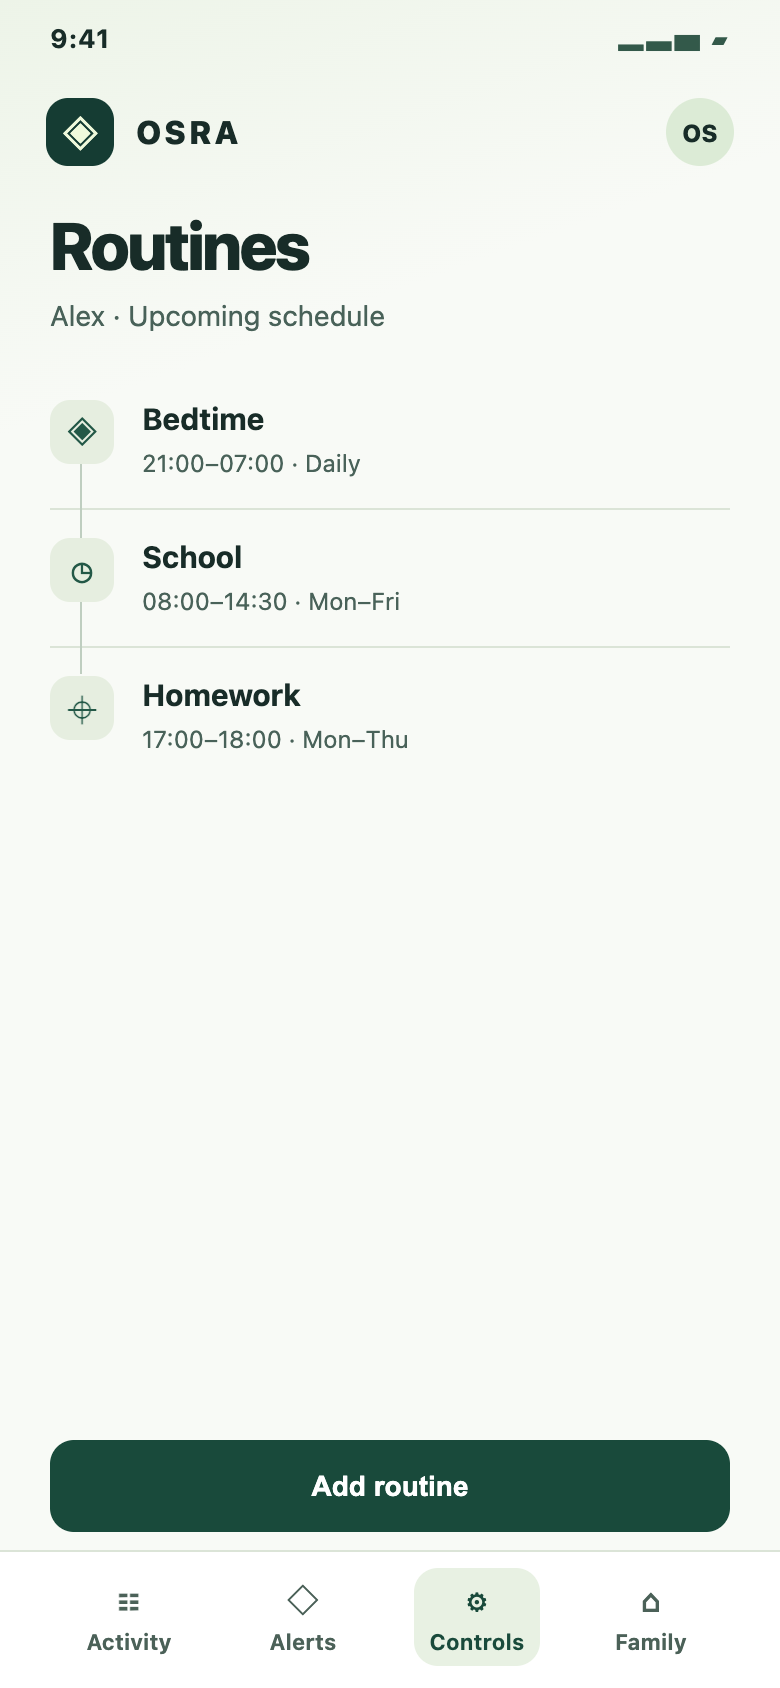 9:41
OSRA
OS
Routines
Alex · Upcoming schedule
Bedtime
21:00–07:00 · Daily
School
08:00–14:30 · Mon–Fri
Homework
17:00–18:00 · Mon–Thu
Add routine
Activity
Alerts
Controls
Family